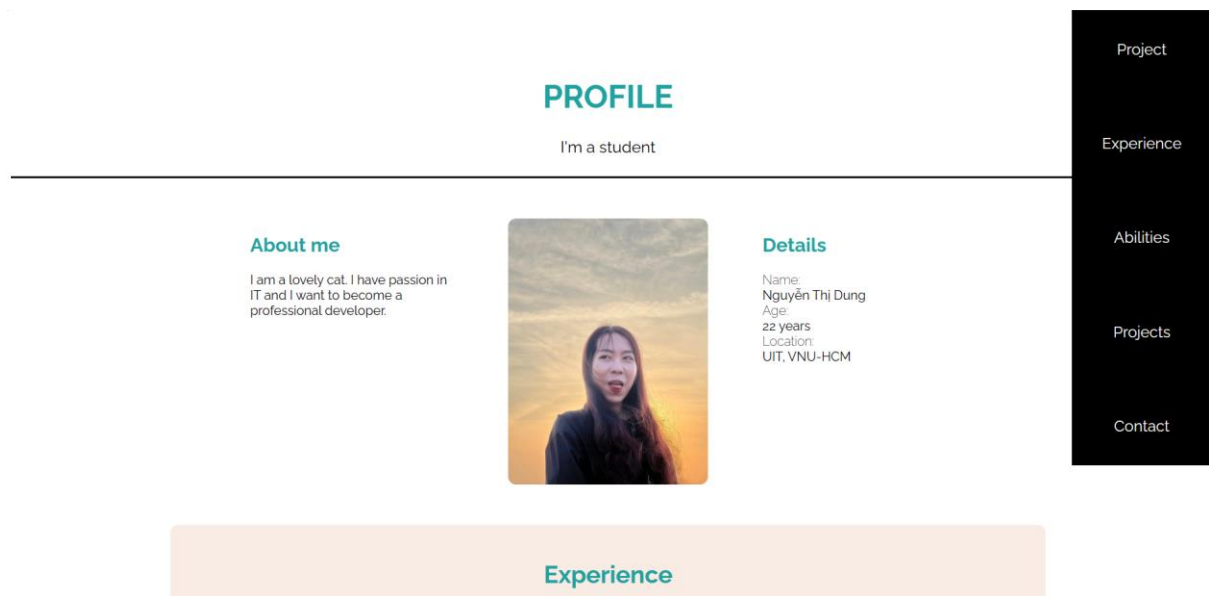 PROFILE
I'm a student
About me
I am a lovely cat. I have passion in
IT and I want to become a
professional developer.
Details
Name:
Nguyễn Thị Dung
Age:
22 years
Location:
UIT, VNU-HCM
Experience
Project
Experience
Abilities
Projects
Contact